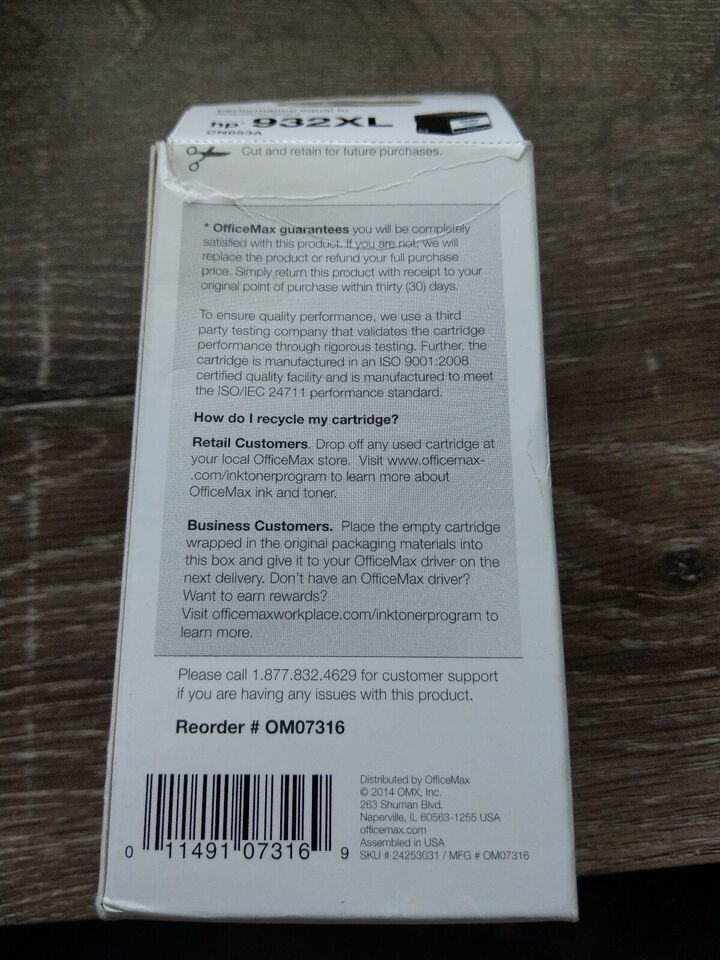 performance equal to
hp 932XL
CN053A
Cut and retain for future purchases.
* OfficeMax guarantees you will be completely
satisfied with this product. If you are not, we will
replace the product or refund your full purchase
price. Simply return this product with receipt to your
original point of purchase within thirty (30) days.
To ensure quality performance, we use a third
party testing company that validates the cartridge
performance through rigorous testing. Further, the
cartridge is manufactured in an ISO 9001:2008
certified quality facility and is manufactured to meet
the ISO/IEC 24711 performance standard.
How do I recycle my cartridge?
Retail Customers. Drop off any used cartridge at
your local OfficeMax store. Visit www.officemax-
.com/inktonerprogram to learn more about
OfficeMax ink and toner.
Business Customers. Place the empty cartridge
wrapped in the original packaging materials into
this box and give it to your OfficeMax driver on the
next delivery. Don't have an OfficeMax driver?
Want to earn rewards?
Visit officemaxworkplace.com/inktonerprogram to
learn more.
Please call 1.877.832.4629 for customer support
if you are having any issues with this product.
Reorder # OM07316
0 11491 07316 9
Distributed by OfficeMax
© 2014 OMX, Inc.
263 Shuman Blvd.
Naperville, IL 60563-1255 USA
officemax.com
Assembled in USA
SKU # 24253031 / MFG # OM07316